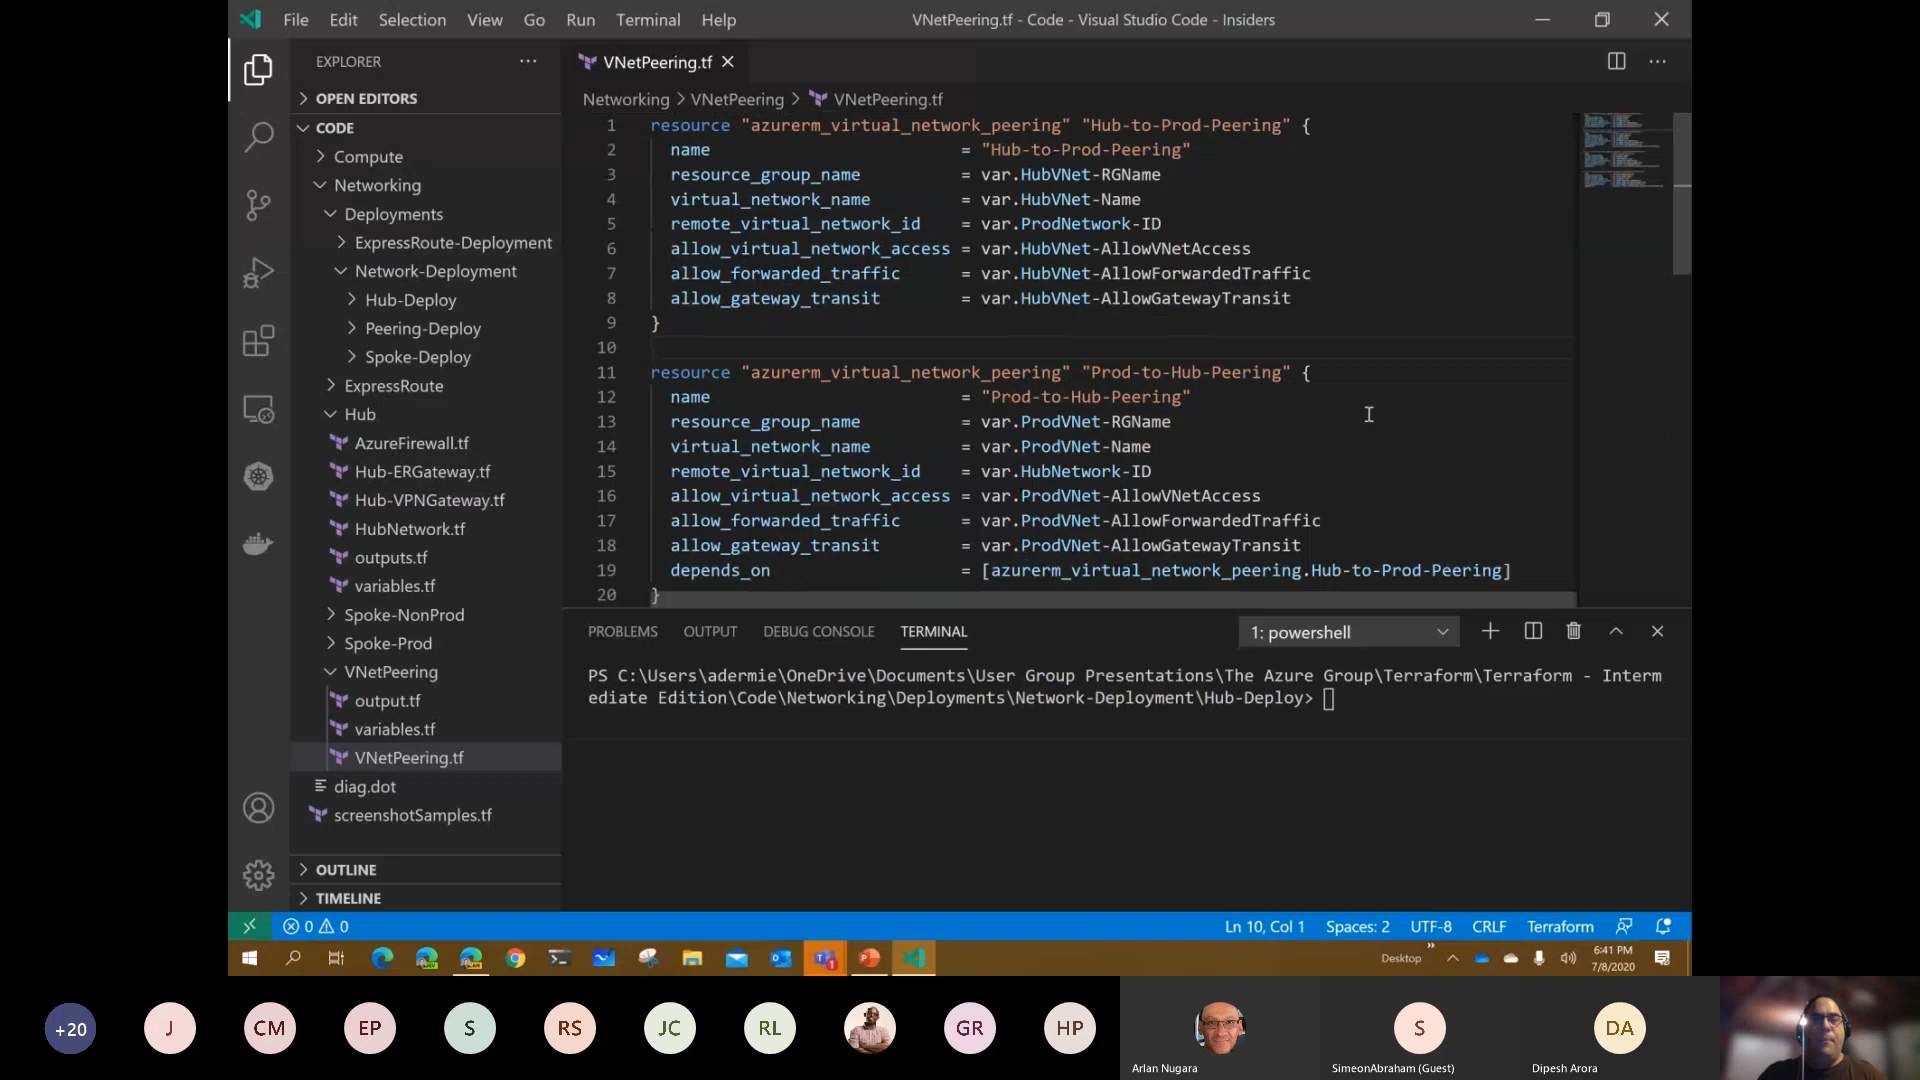 File Edit Selection View Go Run Terminal Help
VNetPeering.tf - Code - Visual Studio Code - Insiders
EXPLORER
OPEN EDITORS
CODE
Compute
Networking
Deployments
ExpressRoute-Deployment
Network-Deployment
Hub-Deploy
Peering-Deploy
Spoke-Deploy
ExpressRoute
Hub
AzureFirewall.tf
Hub-ERGateway.tf
Hub-VPNGateway.tf
HubNetwork.tf
outputs.tf
variables.tf
Spoke-NonProd
Spoke-Prod
VNetPeering
output.tf
variables.tf
VNetPeering.tf
diag.dot
screenshotSamples.tf
OUTLINE
TIMELINE
VNetPeering.tf
Networking > VNetPeering > VNetPeering.tf
1 resource "azurerm_virtual_network_peering" "Hub-to-Prod-Peering" {
2 name = "Hub-to-Prod-Peering"
3 resource_group_name = var.HubVNet-RGName
4 virtual_network_name = var.HubVNet-Name
5 remote_virtual_network_id = var.ProdNetwork-ID
6 allow_virtual_network_access = var.HubVNet-AllowVNetAccess
7 allow_forwarded_traffic = var.HubVNet-AllowForwardedTraffic
8 allow_gateway_transit = var.HubVNet-AllowGatewayTransit
9 }
10
11 resource "azurerm_virtual_network_peering" "Prod-to-Hub-Peering" {
12 name = "Prod-to-Hub-Peering"
13 resource_group_name = var.ProdVNet-RGName
14 virtual_network_name = var.ProdVNet-Name
15 remote_virtual_network_id = var.HubNetwork-ID
16 allow_virtual_network_access = var.ProdVNet-AllowVNetAccess
17 allow_forwarded_traffic = var.ProdVNet-AllowForwardedTraffic
18 allow_gateway_transit = var.ProdVNet-AllowGatewayTransit
19 depends_on = [azurerm_virtual_network_peering.Hub-to-Prod-Peering]
20 }
PROBLEMS OUTPUT DEBUG CONSOLE TERMINAL 1: powershell
PS C:\Users\adermie\OneDrive\Documents\User Group Presentations\The Azure Group\Terraform\Terraform - Interm
ediate Edition\Code\Networking\Deployments\Network-Deployment\Hub-Deploy>
0 0 Ln 10, Col 1 Spaces: 2 UTF-8 CRLF Terraform
Desktop 6:41 PM
7/8/2020
+20 J CM EP S RS JC RL GR HP S DA
Arlan Nugara SimeonAbraham (Guest) Dipesh Arora